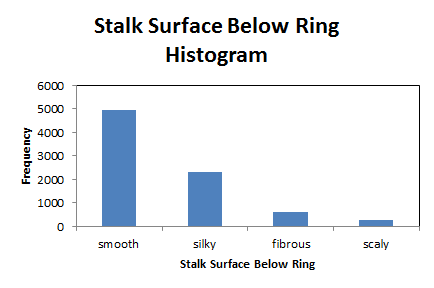 Stalk Surface Below Ring
Histogram
6000
5000
4000
3000
2000
1000
0
Frequency
smooth silky fibrous scaly
Stalk Surface Below Ring